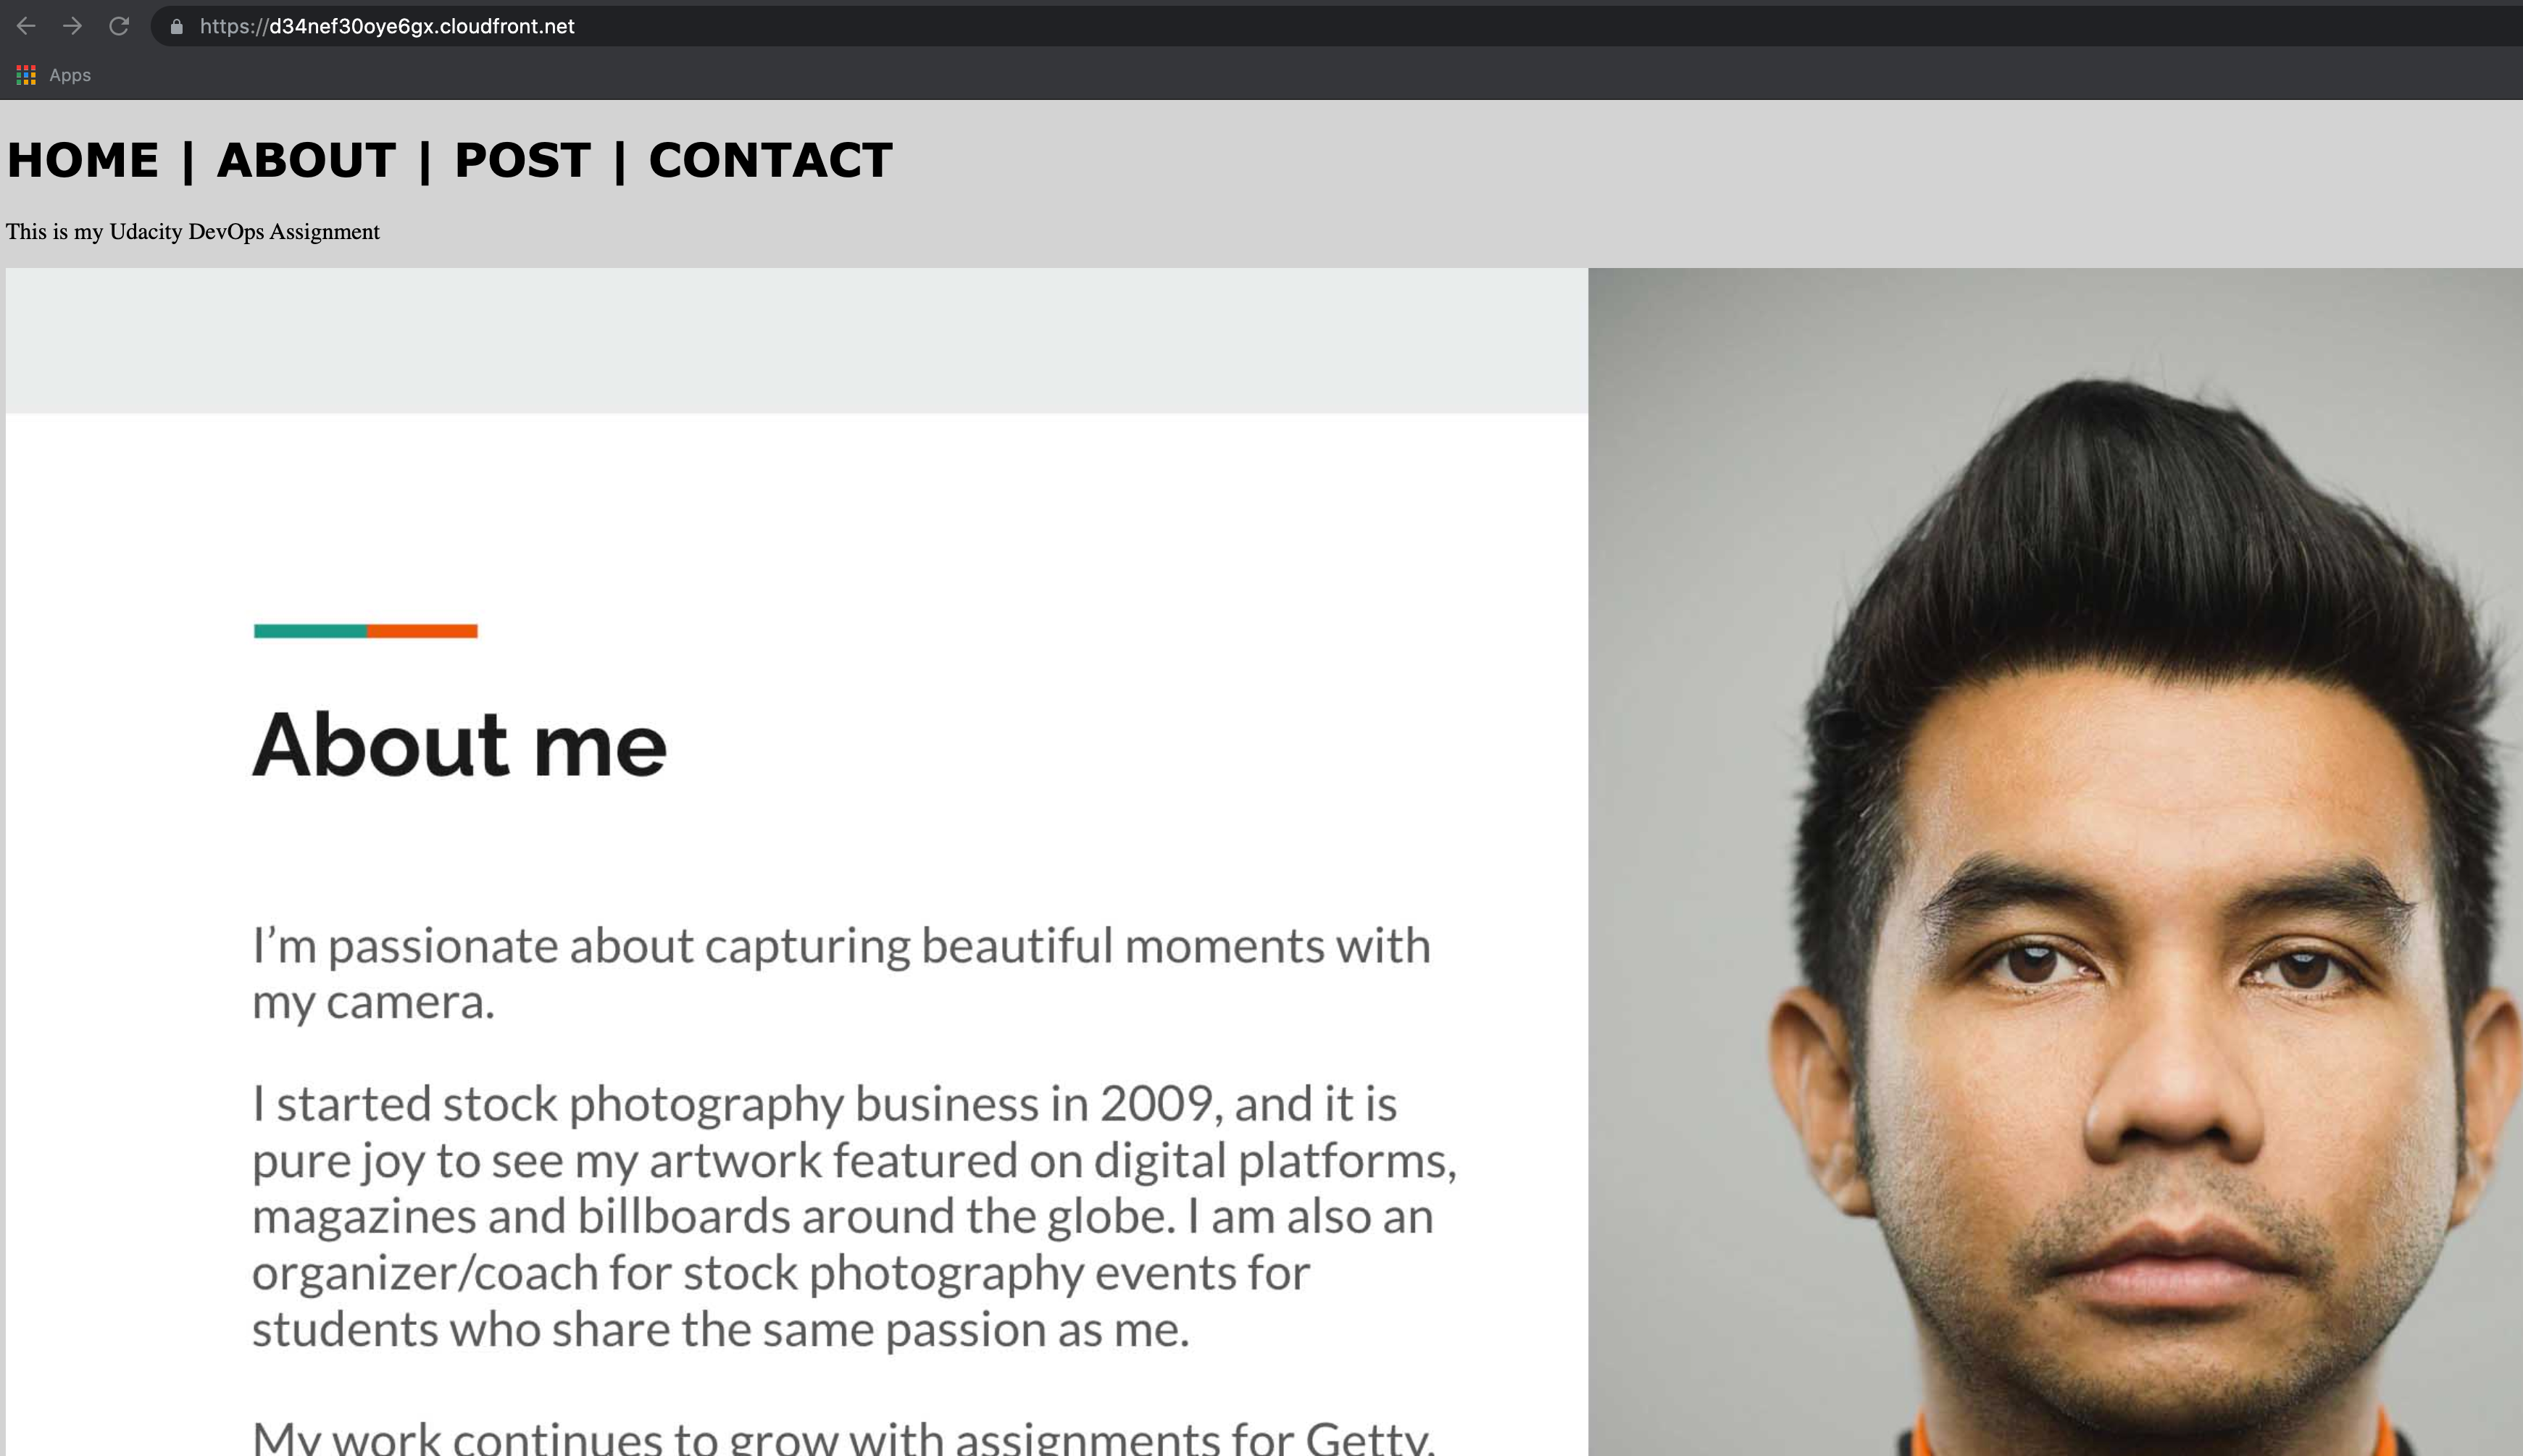 https://d34nef30oye6gx.cloudfront.net
Apps
HOME | ABOUT | POST | CONTACT
This is my Udacity DevOps Assignment
About me
I’m passionate about capturing beautiful moments with
my camera.
I started stock photography business in 2009, and it is
pure joy to see my artwork featured on digital platforms,
magazines and billboards around the globe. I am also an
organizer/coach for stock photography events for
students who share the same passion as me.
My work continues to grow with assignments for Getty,